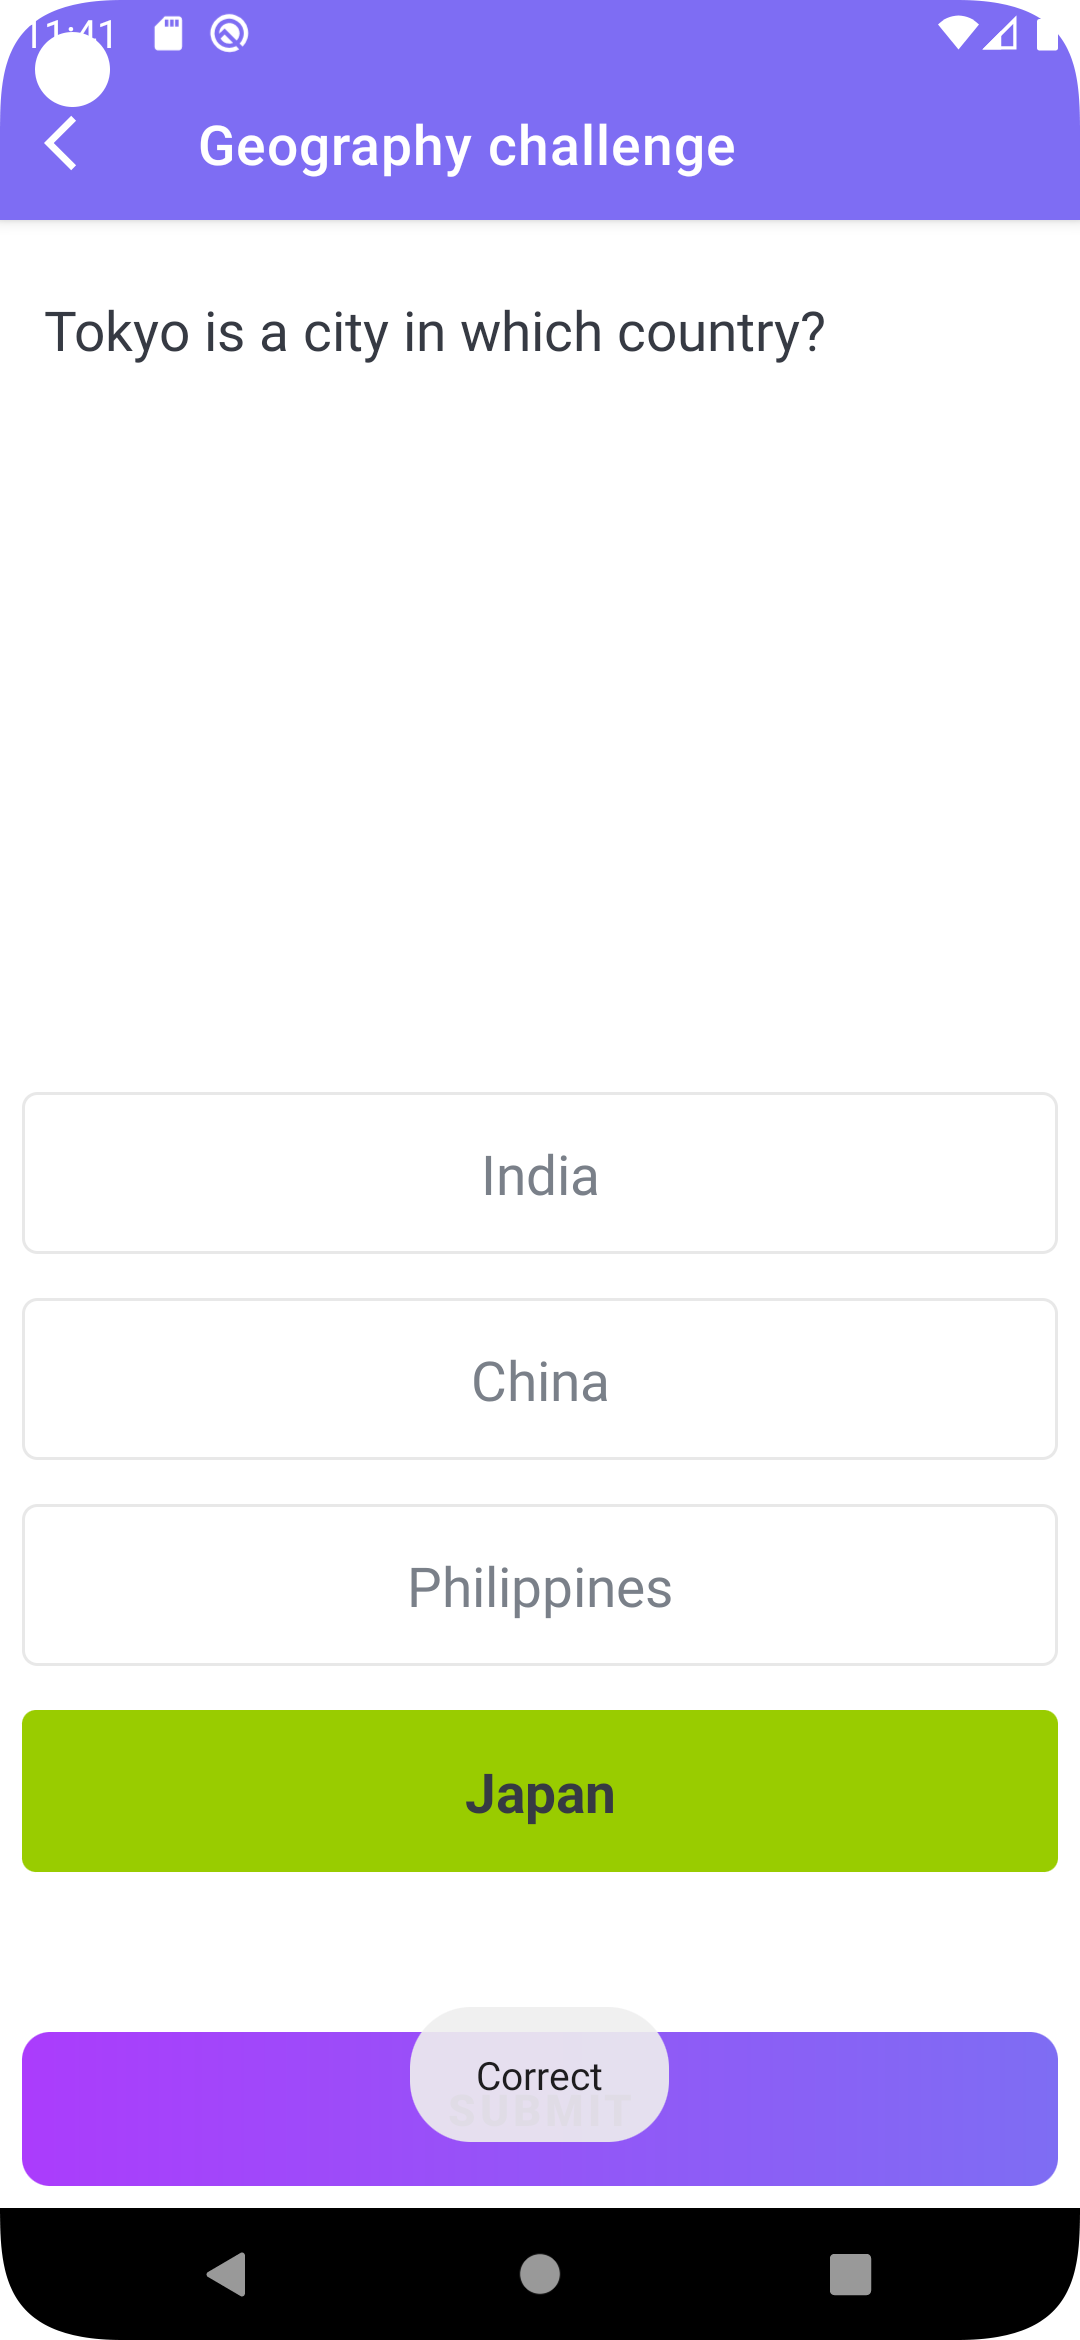 11:41
Geography challenge
Tokyo is a city in which country?
India
China
Philippines
Japan
Correct
SUBMIT